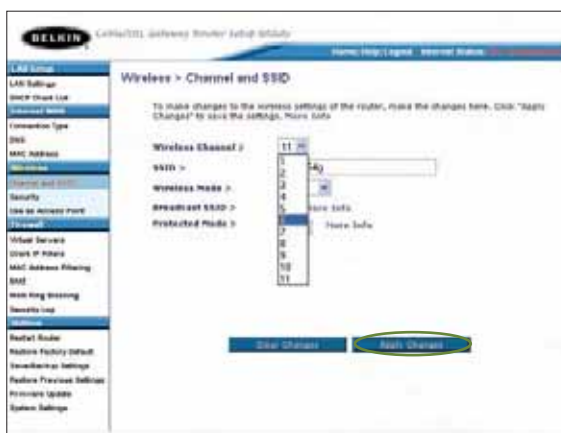 BELKIN
Cable/DSL Gateway Router Setup Utility
Home|Help|Logout Internet Status:
LAN Setup
LAN Settings
DHCP Client List
Internet WAN
Connection Type
DNS
MAC Address
Wireless
Channel and SSID
Security
Use as Access Point
Firewall
Virtual Servers
Client IP Filters
MAC Address Filtering
DMZ
WAN Ping Blocking
Security Log
Utilities
Restart Router
Restore Factory Default
Save/Backup Settings
Restore Previous Settings
Firmware Update
System Settings
Wireless > Channel and SSID
To make changes to the wireless settings of the router, make the changes here. Click "Apply
Changes" to save the settings. More Info
Wireless Channel > 11
SSID > 54g
Wireless Mode >
Broadcast SSID > More Info
Protected Mode > More Info
1
2
3
4
5
6
7
8
9
10
11
Clear Changes
Apply Changes